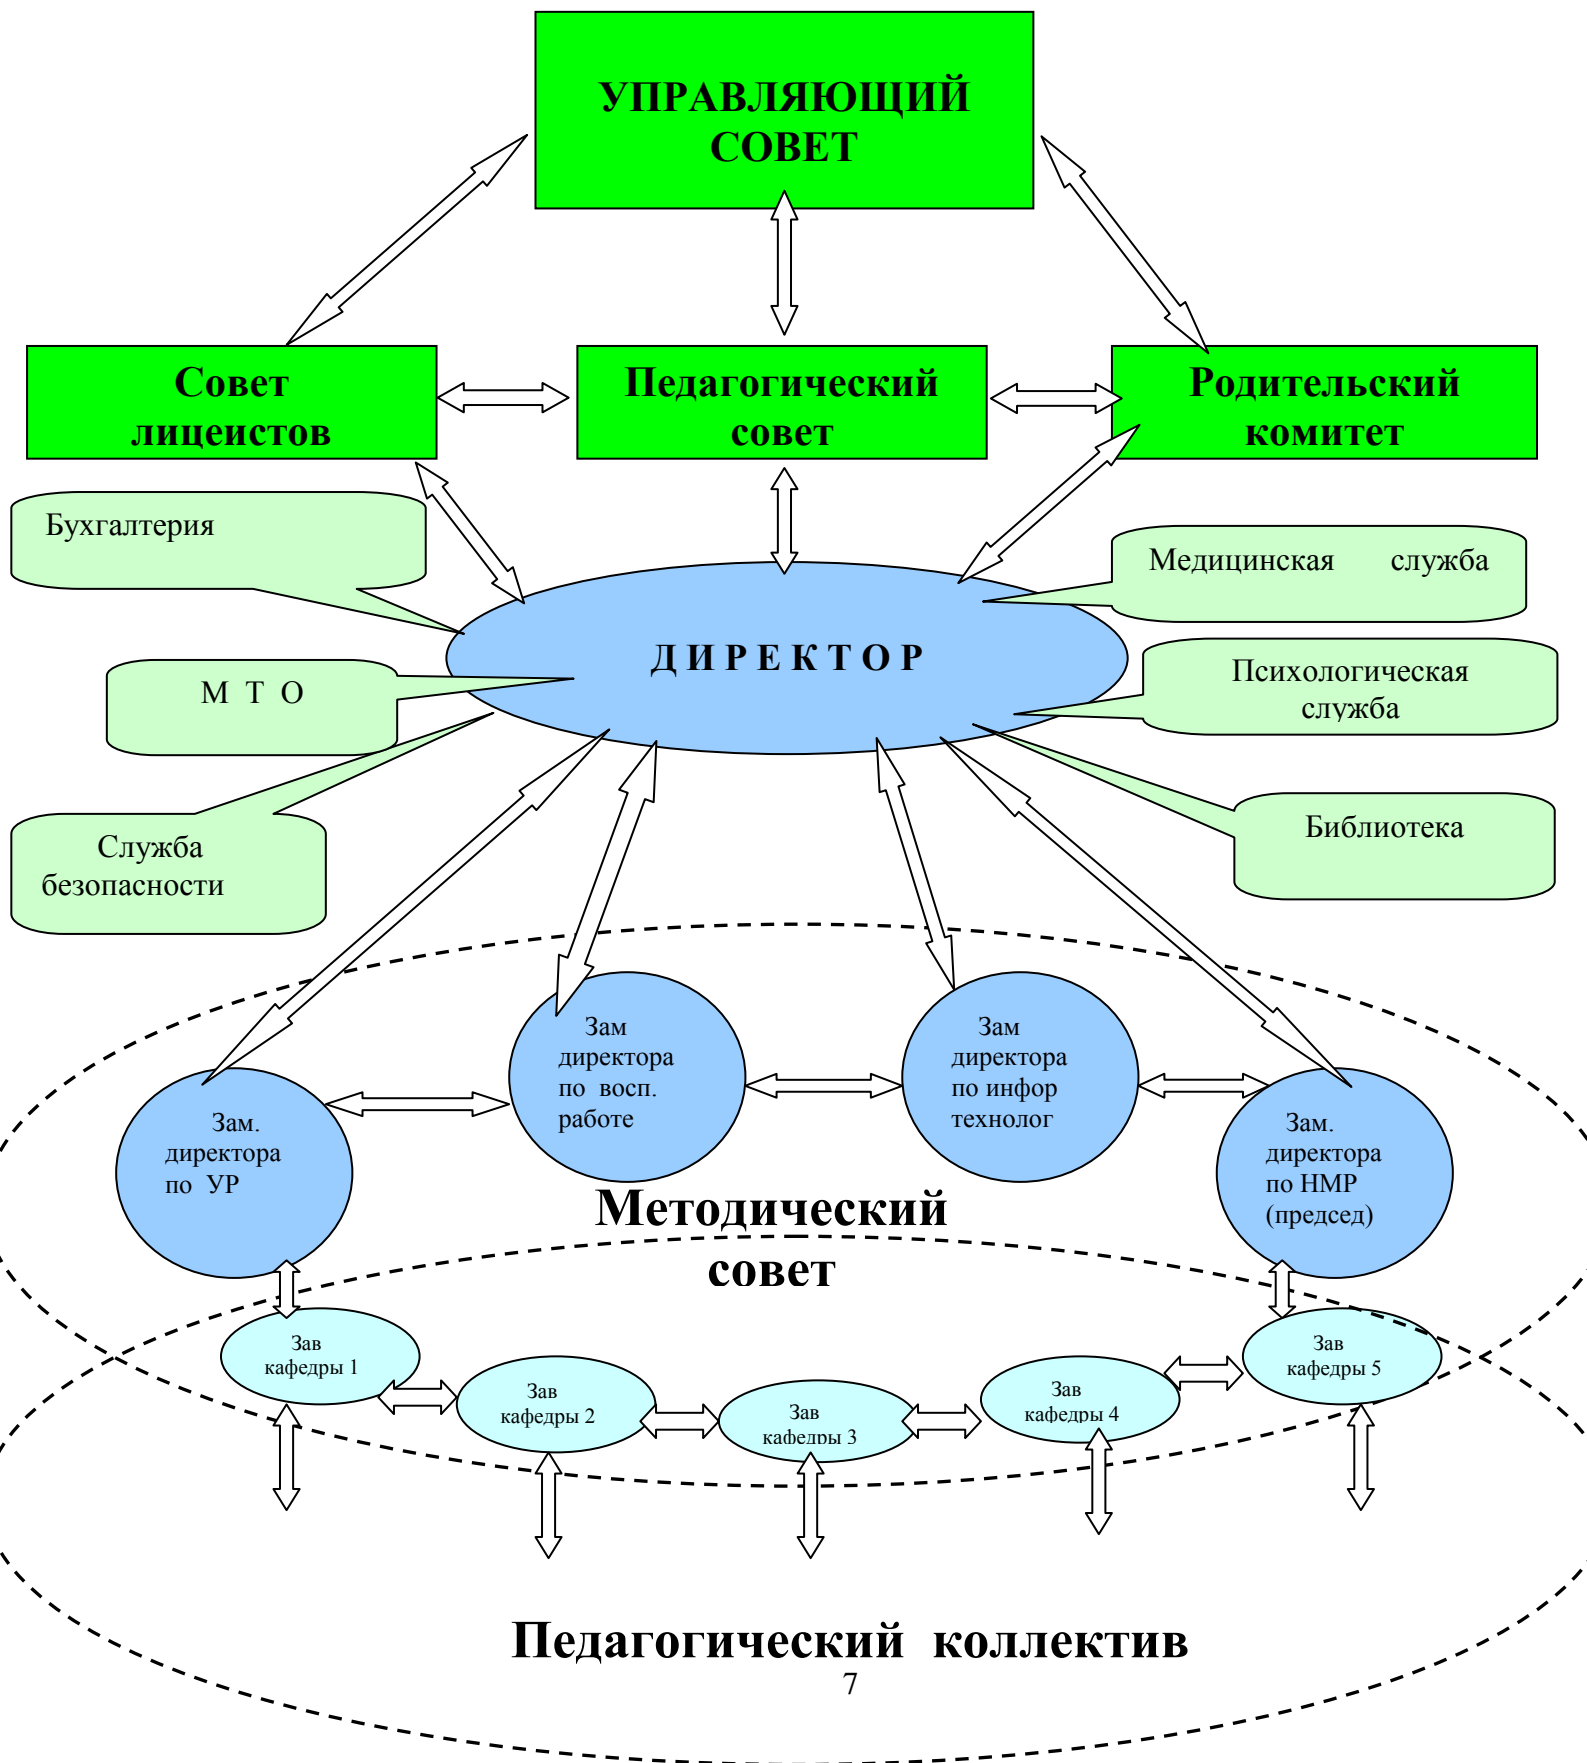 УПРАВЛЯЮЩИЙ
СОВЕТ
Совет
лицеистов
Педагогический
совет
Родительский
комитет
Бухгалтерия
Медицинская служба
Д И Р Е К Т О Р
М Т О
Психологическая
служба
Служба
безопасности
Библиотека
Зам
директора
по восп.
работе
Зам
директора
по инфор
технолог
Зам.
директора
по УР
Зам.
директора
по НМР
(председ)
Методический
совет
Зав
кафедры 1
Зав
кафедры 2
Зав
кафедры 3
Зав
кафедры 4
Зав
кафедры 5
Педагогический коллектив
7